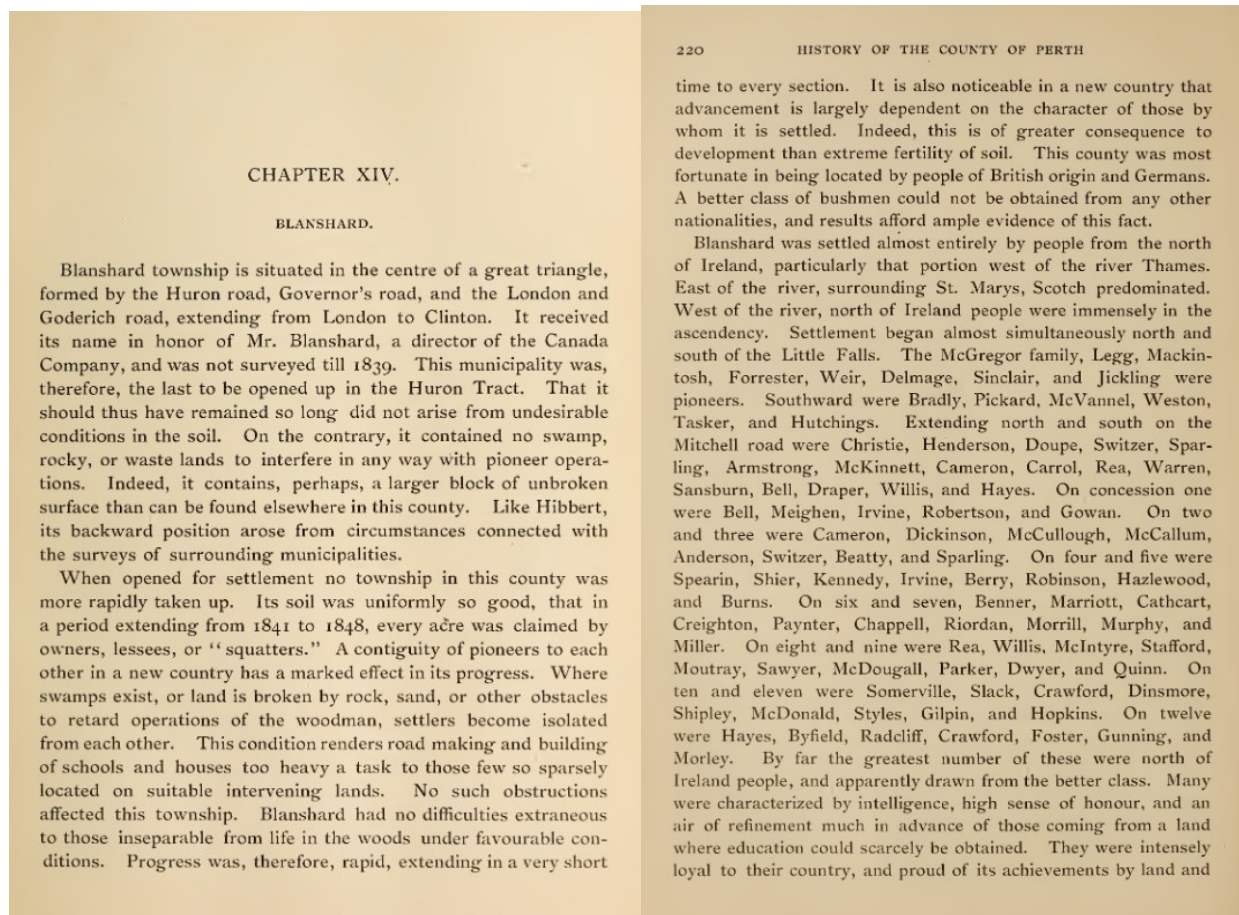 CHAPTER XIV.
BLANSHARD.
Blanshard township is situated in the centre of a great triangle,
formed by the Huron road, Governor's road, and the London and
Goderich road, extending from London to Clinton. It received
its name in honor of Mr. Blanshard, a director of the Canada
Company, and was not surveyed till 1839. This municipality was,
therefore, the last to be opened up in the Huron Tract. That it
should thus have remained so long did not arise from undesirable
conditions in the soil. On the contrary, it contained no swamp,
rocky, or waste lands to interfere in any way with pioneer opera-
tions. Indeed, it contains, perhaps, a larger block of unbroken
surface than can be found elsewhere in this county. Like Hibbert,
its backward position arose from circumstances connected with
the surveys of surrounding municipalities.
When opened for settlement no township in this county was
more rapidly taken up. Its soil was uniformly so good, that in
a period extending from 1841 to 1848, every acre was claimed by
owners, lessees, or "squatters." A contiguity of pioneers to each
other in a new country has a marked effect in its progress. Where
swamps exist, or land is broken by rock, sand, or other obstacles
to retard operations of the woodman, settlers become isolated
from each other. This condition renders road making and building
of schools and houses too heavy a task to those few so sparsely
located on suitable intervening lands. No such obstructions
affected this township. Blanshard had no difficulties extraneous
to those inseparable from life in the woods under favourable con-
ditions. Progress was, therefore, rapid, extending in a very short
220 HISTORY OF THE COUNTY OF PERTH
time to every section. It is also noticeable in a new country that
advancement is largely dependent on the character of those by
whom it is settled. Indeed, this is of greater consequence to
development than extreme fertility of soil. This county was most
fortunate in being located by people of British origin and Germans.
A better class of bushmen could not be obtained from any other
nationalities, and results afford ample evidence of this fact.
Blanshard was settled almost entirely by people from the north
of Ireland, particularly that portion west of the river Thames.
East of the river, surrounding St. Marys, Scotch predominated.
West of the river, north of Ireland people were immensely in the
ascendency. Settlement began almost simultaneously north and
south of the Little Falls. The McGregor family, Legg, Mackin-
tosh, Forrester, Weir, Delmage, Sinclair, and Jickling were
pioneers. Southward were Bradly, Pickard, McVannel, Weston,
Tasker, and Hutchings. Extending north and south on the
Mitchell road were Christie, Henderson, Doupe, Switzer, Spar-
ling, Armstrong, McKinnett, Cameron, Carrol, Rea, Warren,
Sansburn, Bell, Draper, Willis, and Hayes. On concession one
were Bell, Meighen, Irvine, Robertson, and Gowan. On two
and three were Cameron, Dickinson, McCullough, McCallum,
Anderson, Switzer, Beatty, and Sparling. On four and five were
Spearin, Shier, Kennedy, Irvine, Berry, Robinson, Hazlewood,
and Burns. On six and seven, Benner, Marriott, Cathcart,
Creighton, Paynter, Chappell, Riordan, Morrill, Murphy, and
Miller. On eight and nine were Rea, Willis, McIntyre, Stafford,
Moutray, Sawyer, McDougall, Parker, Dwyer, and Quinn. On
ten and eleven were Somerville, Slack, Crawford, Dinsmore,
Shipley, McDonald, Styles, Gilpin, and Hopkins. On twelve
were Hayes, Byfield, Radcliff, Crawford, Foster, Gunning, and
Morley. By far the greatest number of these were north of
Ireland people, and apparently drawn from the better class. Many
were characterized by intelligence, high sense of honour, and an
air of refinement much in advance of those coming from a land
where education could scarcely be obtained. They were intensely
loyal to their country, and proud of its achievements by land and